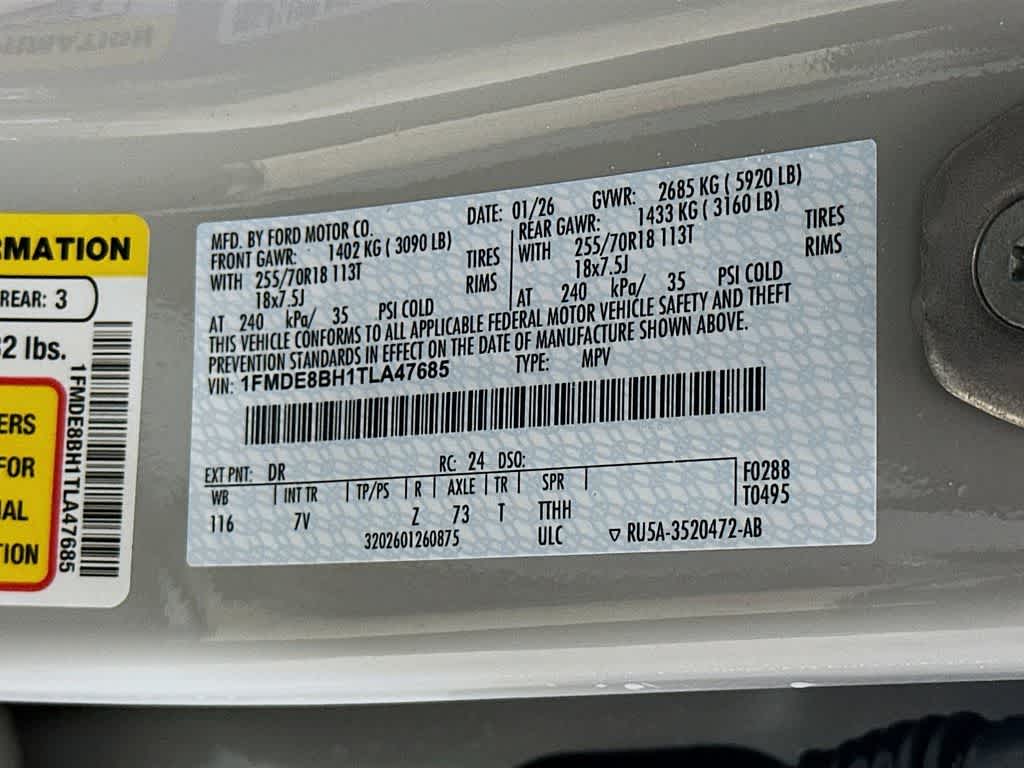 RMATION
REAR: 3
2 lbs.
ERS
FOR
AL
TION
1FMDE8BH1TLA47685
MFD. BY FORD MOTOR CO.
DATE: 01/26 GVWR: 2685 KG ( 5920 LB)
FRONT GAWR: 1402 KG ( 3090 LB)
REAR GAWR: 1433 KG ( 3160 LB)
WITH 255/70R18 113T TIRES
WITH 255/70R18 113T TIRES
18x7.5J RIMS
18x7.5J RIMS
AT 240 kPa/ 35 PSI COLD
AT 240 kPa/ 35 PSI COLD
THIS VEHICLE CONFORMS TO ALL APPLICABLE FEDERAL MOTOR VEHICLE SAFETY AND THEFT
PREVENTION STANDARDS IN EFFECT ON THE DATE OF MANUFACTURE SHOWN ABOVE.
VIN: 1FMDE8BH1TLA47685 TYPE: MPV
EXT PNT: DR RC: 24 DSO: F0288
WB INT TR TP/PS R AXLE TR SPR T0495
116 7V Z 73 T TTHH
3202601260875 ULC ▽ RU5A-3520472-AB